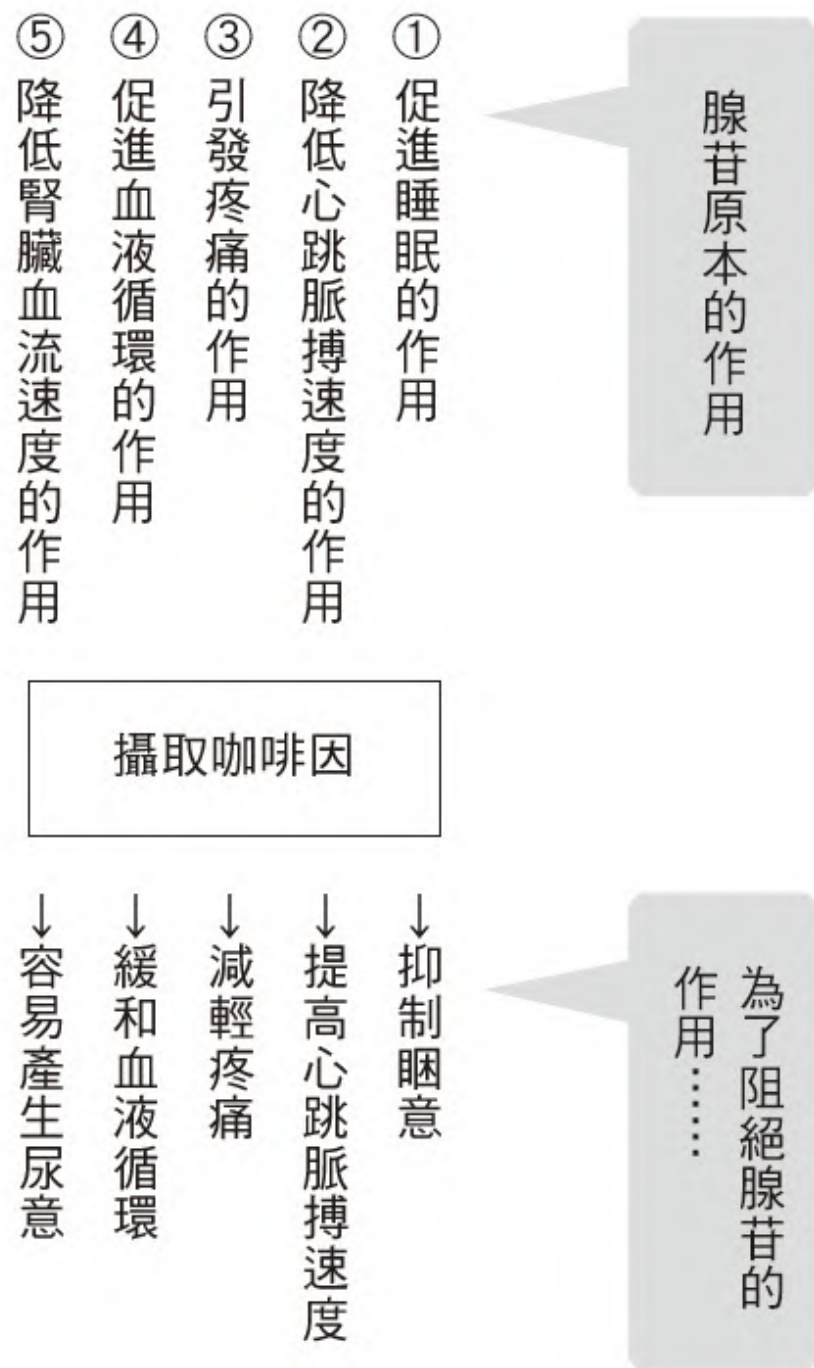 腺苷原本的作用
①促進睡眠的作用
②降低心跳脈搏速度的作用
③引發疼痛的作用
④促進血液循環的作用
⑤降低腎臟血流速度的作用
攝取咖啡因
為了阻絕腺苷的
作用⋯⋯
↓抑制睏意
↓提高心跳脈搏速度
↓減輕疼痛
↓緩和血液循環
↓容易產生尿意